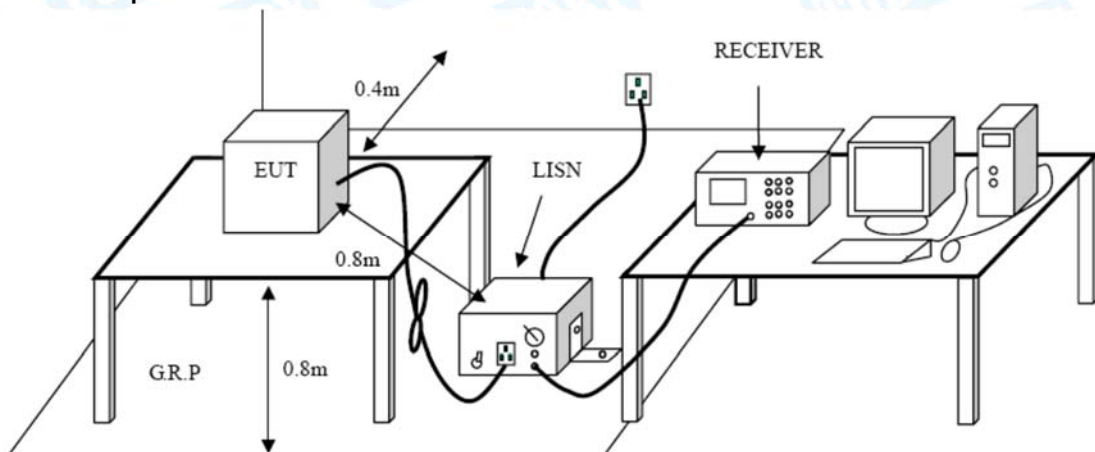 RECEIVER
0.4m
EUT
LISN
0.8m
G.R.P
0.8m